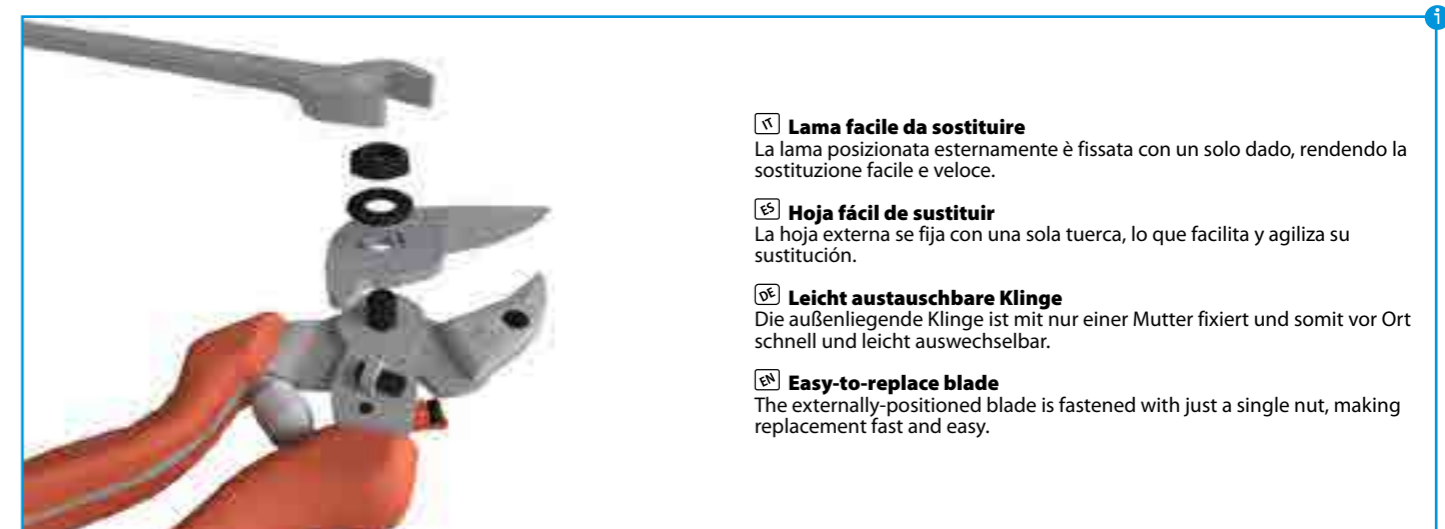 i
IT Lama facile da sostituire
La lama posizionata esternamente è fissata con un solo dado, rendendo la
sostituzione facile e veloce.
ES Hoja fácil de sustituir
La hoja externa se fija con una sola tuerca, lo que facilita y agiliza su
sustitución.
DE Leicht austauschbare Klinge
Die außenliegende Klinge ist mit nur einer Mutter fixiert und somit vor Ort
schnell und leicht auswechselbar.
EN Easy-to-replace blade
The externally-positioned blade is fastened with just a single nut, making
replacement fast and easy.